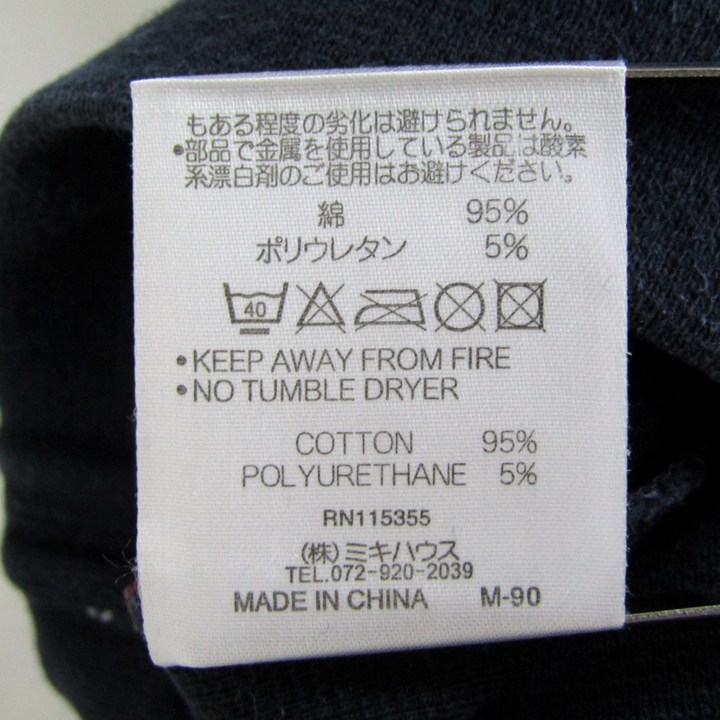 もある程度の劣化は避けられません。
•部品で金属を使用している製品は酸素
系漂白剤のご使用はお避けください。
綿 95%
ポリウレタン 5%
40
•KEEP AWAY FROM FIRE
•NO TUMBLE DRYER
COTTON 95%
POLYURETHANE 5%
RN115355
(株)ミキハウス
TEL.072-920-2039
MADE IN CHINA M-90